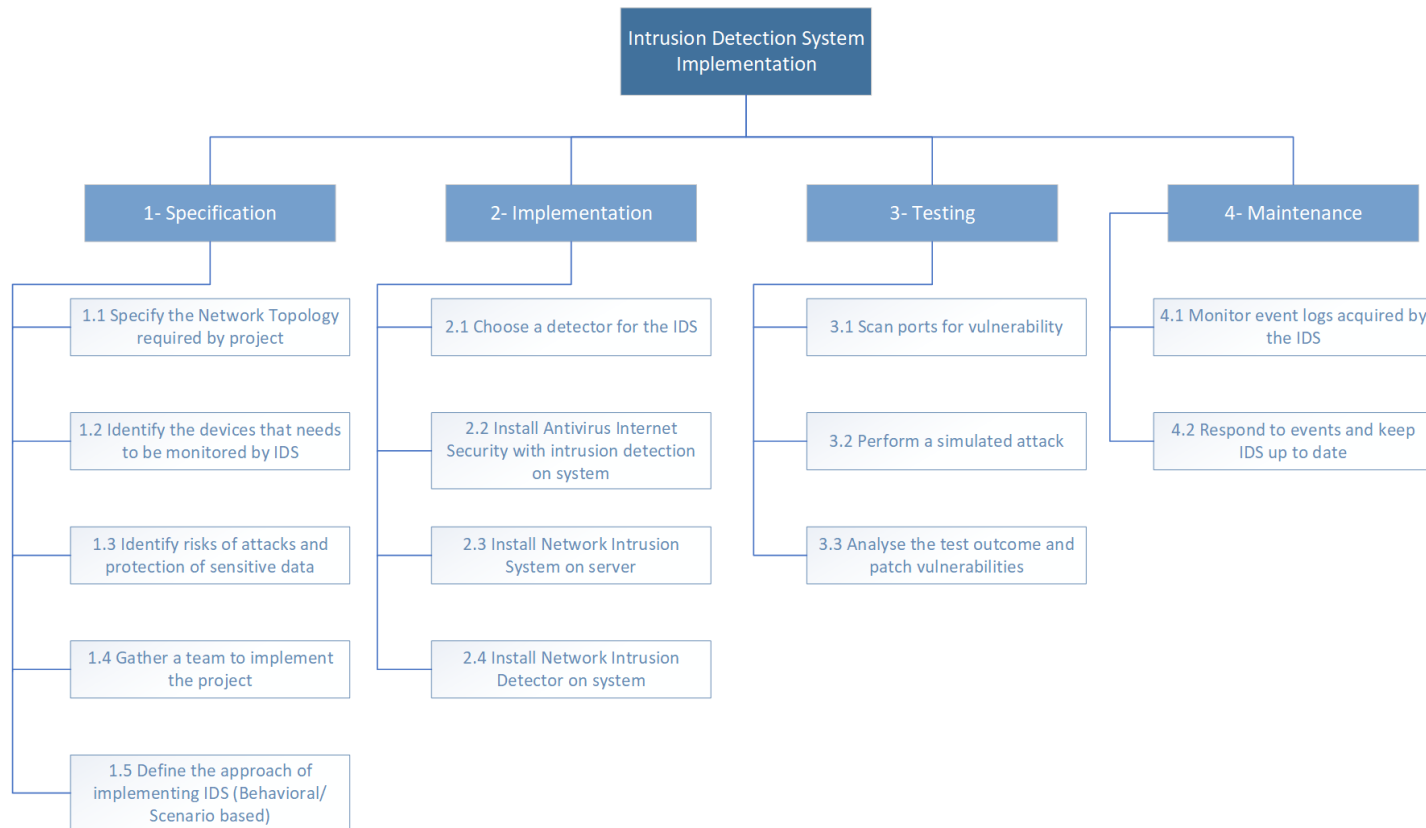 Intrusion Detection System
Implementation
1- Specification
2- Implementation
3- Testing
4- Maintenance
1.1 Specify the Network Topology
required by project
1.2 Identify the devices that needs
to be monitored by IDS
1.3 Identify risks of attacks and
protection of sensitive data
1.4 Gather a team to implement
the project
1.5 Define the approach of
implementing IDS (Behavioral/
Scenario based)
2.1 Choose a detector for the IDS
2.2 Install Antivirus Internet
Security with intrusion detection
on system
2.3 Install Network Intrusion
System on server
2.4 Install Network Intrusion
Detector on system
3.1 Scan ports for vulnerability
3.2 Perform a simulated attack
3.3 Analyse the test outcome and
patch vulnerabilities
4.1 Monitor event logs acquired by
the IDS
4.2 Respond to events and keep
IDS up to date